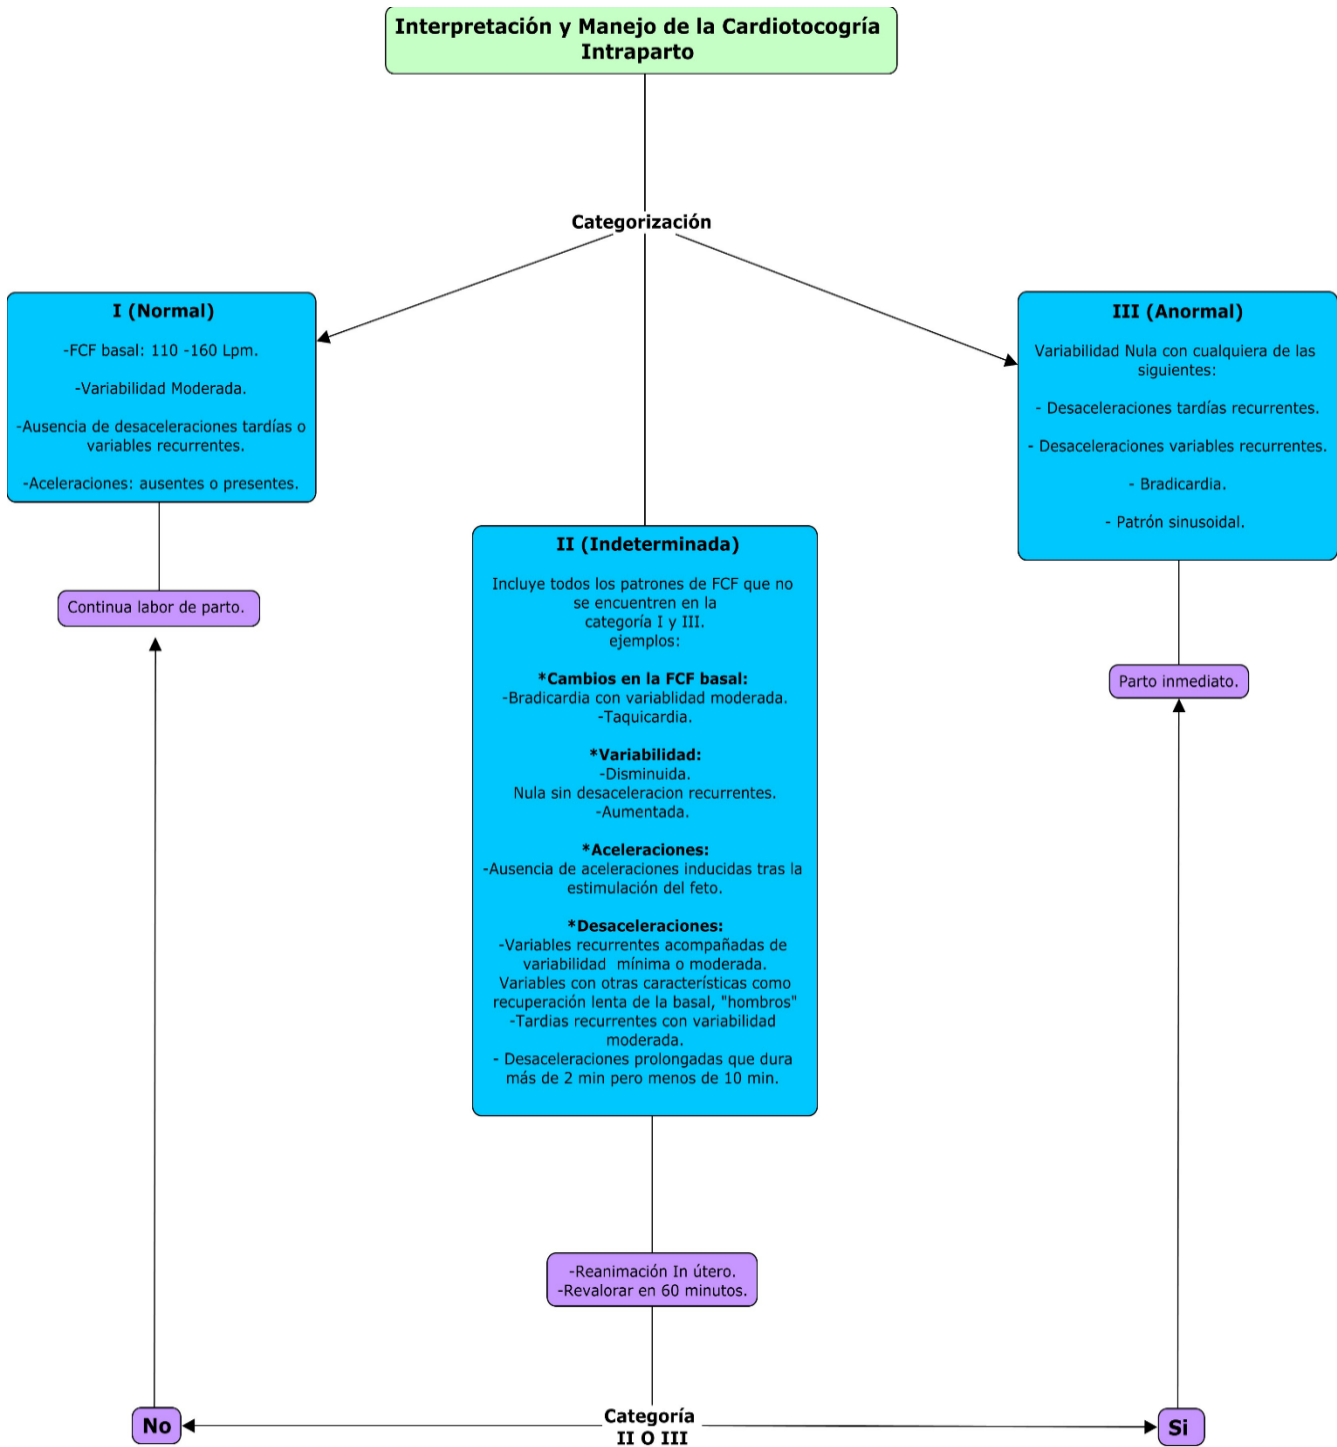 Interpretación y Manejo de la Cardiotocogría
Intraparto
Categorización
I (Normal)
-FCF basal: 110 -160 Lpm.
-Variabilidad Moderada.
-Ausencia de desaceleraciones tardías o
variables recurrentes.
-Aceleraciones: ausentes o presentes.
Continua labor de parto.
III (Anormal)
Variabilidad Nula con cualquiera de las
siguientes:
- Desaceleraciones tardías recurrentes.
- Desaceleraciones variables recurrentes.
- Bradicardia.
- Patrón sinusoidal.
Parto inmediato.
II (Indeterminada)
Incluye todos los patrones de FCF que no
se encuentren en la
categoría I y III.
ejemplos:
*Cambios en la FCF basal:
-Bradicardia con variablidad moderada.
-Taquicardia.
*Variabilidad:
-Disminuida.
Nula sin desaceleracion recurrentes.
-Aumentada.
*Aceleraciones:
-Ausencia de aceleraciones inducidas tras la
estimulación del feto.
*Desaceleraciones:
-Variables recurrentes acompañadas de
variabilidad  mínima o moderada.
Variables con otras características como
recuperación lenta de la basal, "hombros"
-Tardias recurrentes con variabilidad
moderada.
- Desaceleraciones prolongadas que dura
más de 2 min pero menos de 10 min.
-Reanimación In útero.
-Revalorar en 60 minutos.
Categoría
II O III
No
Si